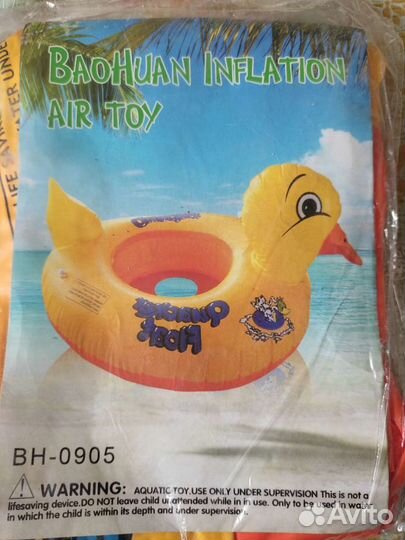 BAOHUAN INFLATION
AIR TOY
BH-0905
WARNING: AQUATIC TOY.USE ONLY UNDER SUPERVISION This is not a
lifesaving device.DO NOT leave child unattended while in in use. Only to be used in water
in which the child is within its depth and under supervision.
Avito